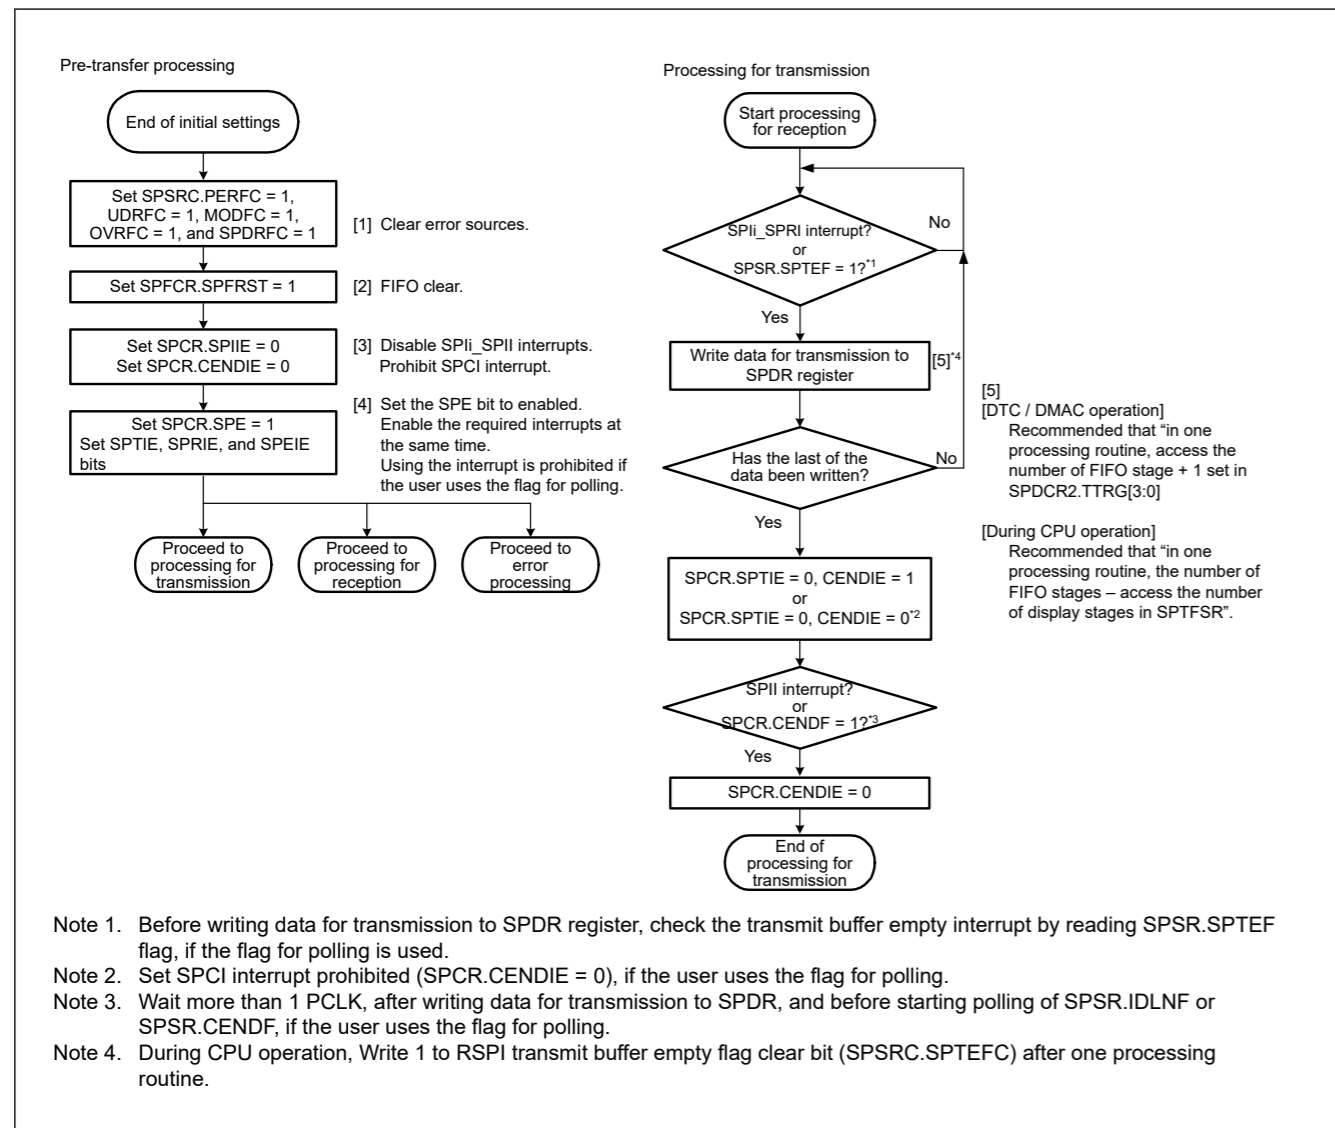 Pre-transfer processing
End of initial settings
Set SPSRC.PERFC = 1,
UDRFC = 1, MODFC = 1,
OVRFC = 1, and SPDRFC = 1
[1] Clear error sources.
Set SPFCR.SPFRST = 1
[2] FIFO clear.
Set SPCR.SPIIE = 0
Set SPCR.CENDIE = 0
[3] Disable SPIi_SPII interrupts.
Prohibit SPCI interrupt.
Set SPCR.SPE = 1
Set SPTIE, SPRIE, and SPEIE
bits
[4] Set the SPE bit to enabled.
Enable the required interrupts at
the same time.
Using the interrupt is prohibited if
the user uses the flag for polling.
Proceed to
processing for
transmission
Proceed to
processing for
reception
Proceed to
error
processing
Processing for transmission
Start processing
for reception
SPIi_SPRI interrupt?
or
SPSR.SPTEF = 1?*1
No
Yes
Write data for transmission to
SPDR register
[5]*4
Has the last of the
data been written?
No
Yes
SPCR.SPTIE = 0, CENDIE = 1
or
SPCR.SPTIE = 0, CENDIE = 0*2
SPII interrupt?
or
SPCR.CENDF = 1?*3
Yes
SPCR.CENDIE = 0
End of
processing for
transmission
[5]
[DTC / DMAC operation]
Recommended that “in one
processing routine, access the
number of FIFO stage + 1 set in
SPDCR2.TTRG[3:0]
[During CPU operation]
Recommended that “in one
processing routine, the number of
FIFO stages – access the number
of display stages in SPTFSR”.
Note 1. Before writing data for transmission to SPDR register, check the transmit buffer empty interrupt by reading SPSR.SPTEF
flag, if the flag for polling is used.
Note 2. Set SPCI interrupt prohibited (SPCR.CENDIE = 0), if the user uses the flag for polling.
Note 3. Wait more than 1 PCLK, after writing data for transmission to SPDR, and before starting polling of SPSR.IDLNF or
SPSR.CENDF, if the user uses the flag for polling.
Note 4. During CPU operation, Write 1 to RSPI transmit buffer empty flag clear bit (SPSRC.SPTEFC) after one processing
routine.